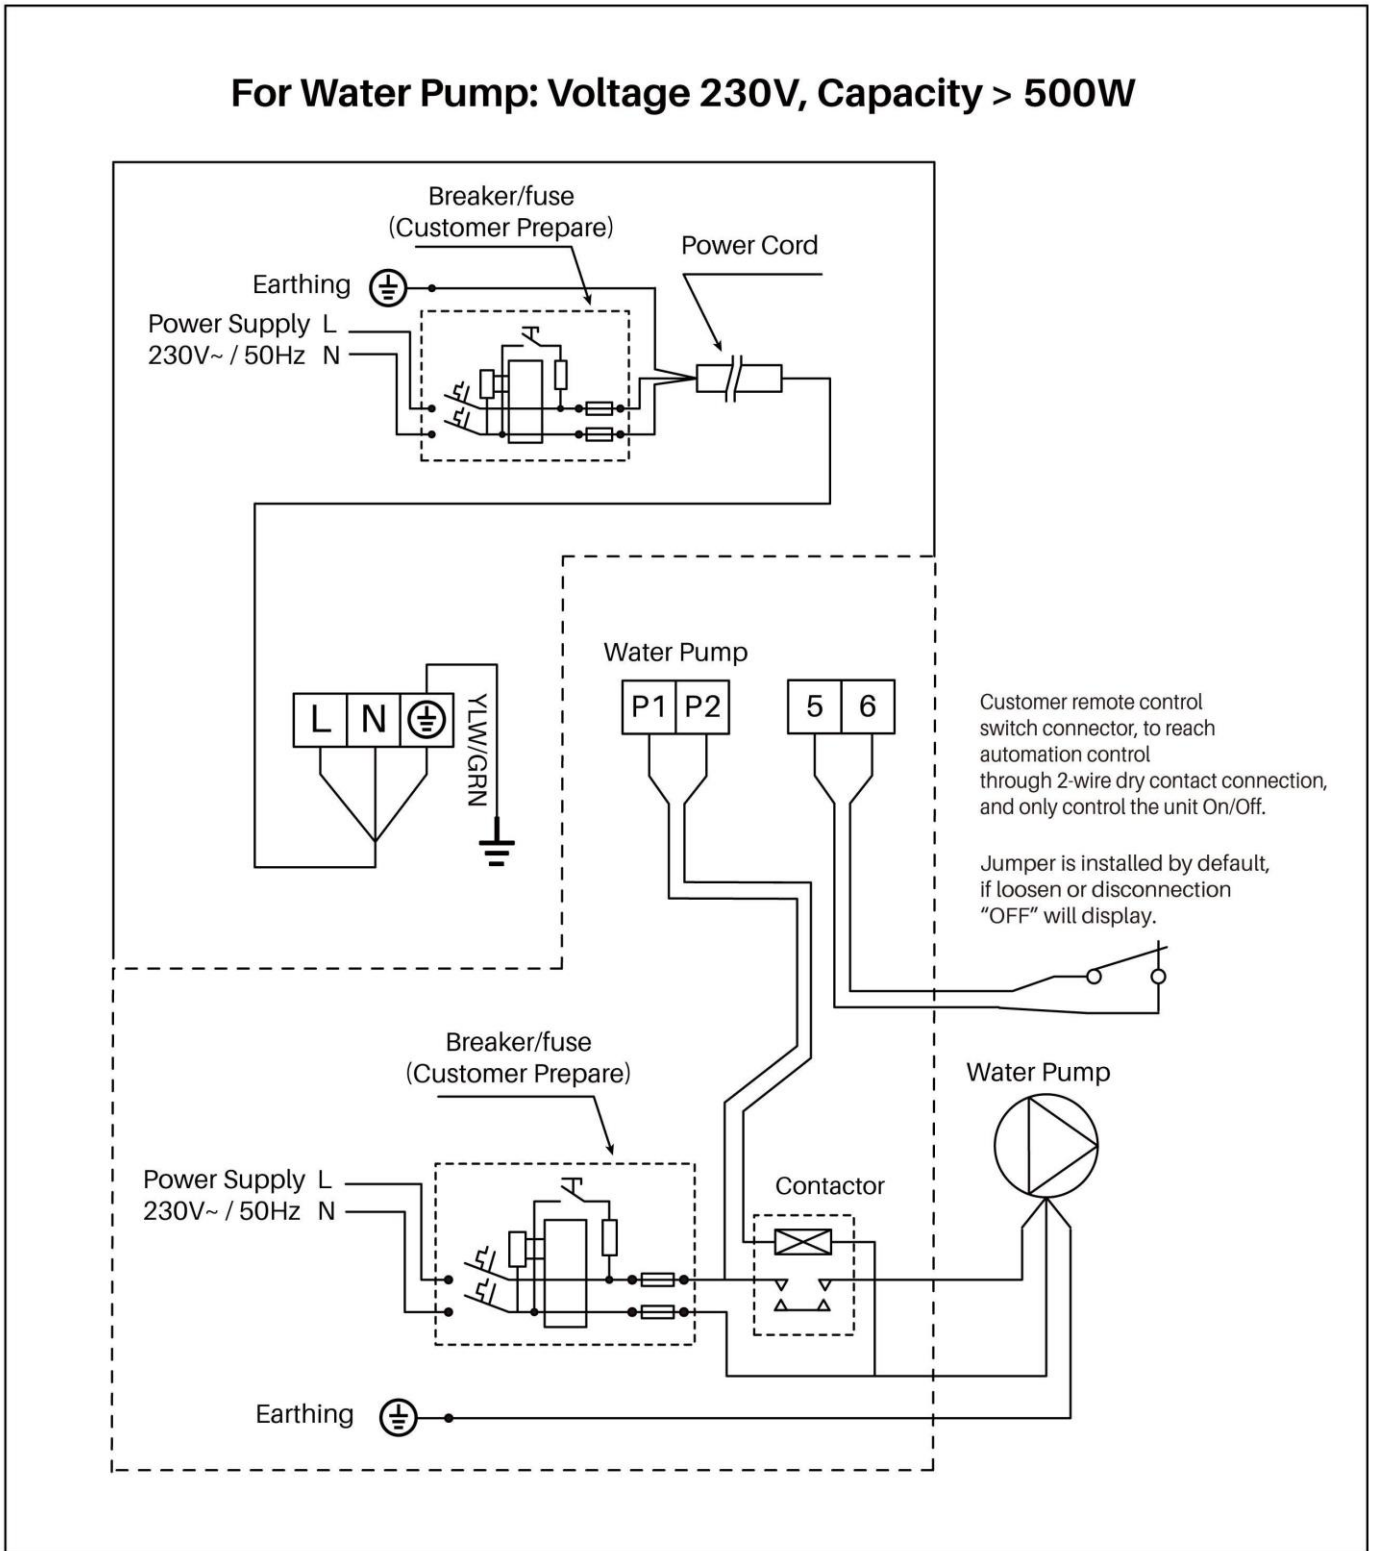 For Water Pump: Voltage 230V, Capacity > 500W
Breaker/fuse
(Customer Prepare)
Power Cord
Earthing
Power Supply L
230V~ / 50Hz N
Water Pump
L N
YLW/GRN
P1 P2
5 6
Customer remote control
switch connector, to reach
automation control
through 2-wire dry contact connection,
and only control the unit On/Off.
Jumper is installed by default,
if loosen or disconnection
“OFF” will display.
Breaker/fuse
(Customer Prepare)
Water Pump
Power Supply L
230V~ / 50Hz N
Contactor
Earthing